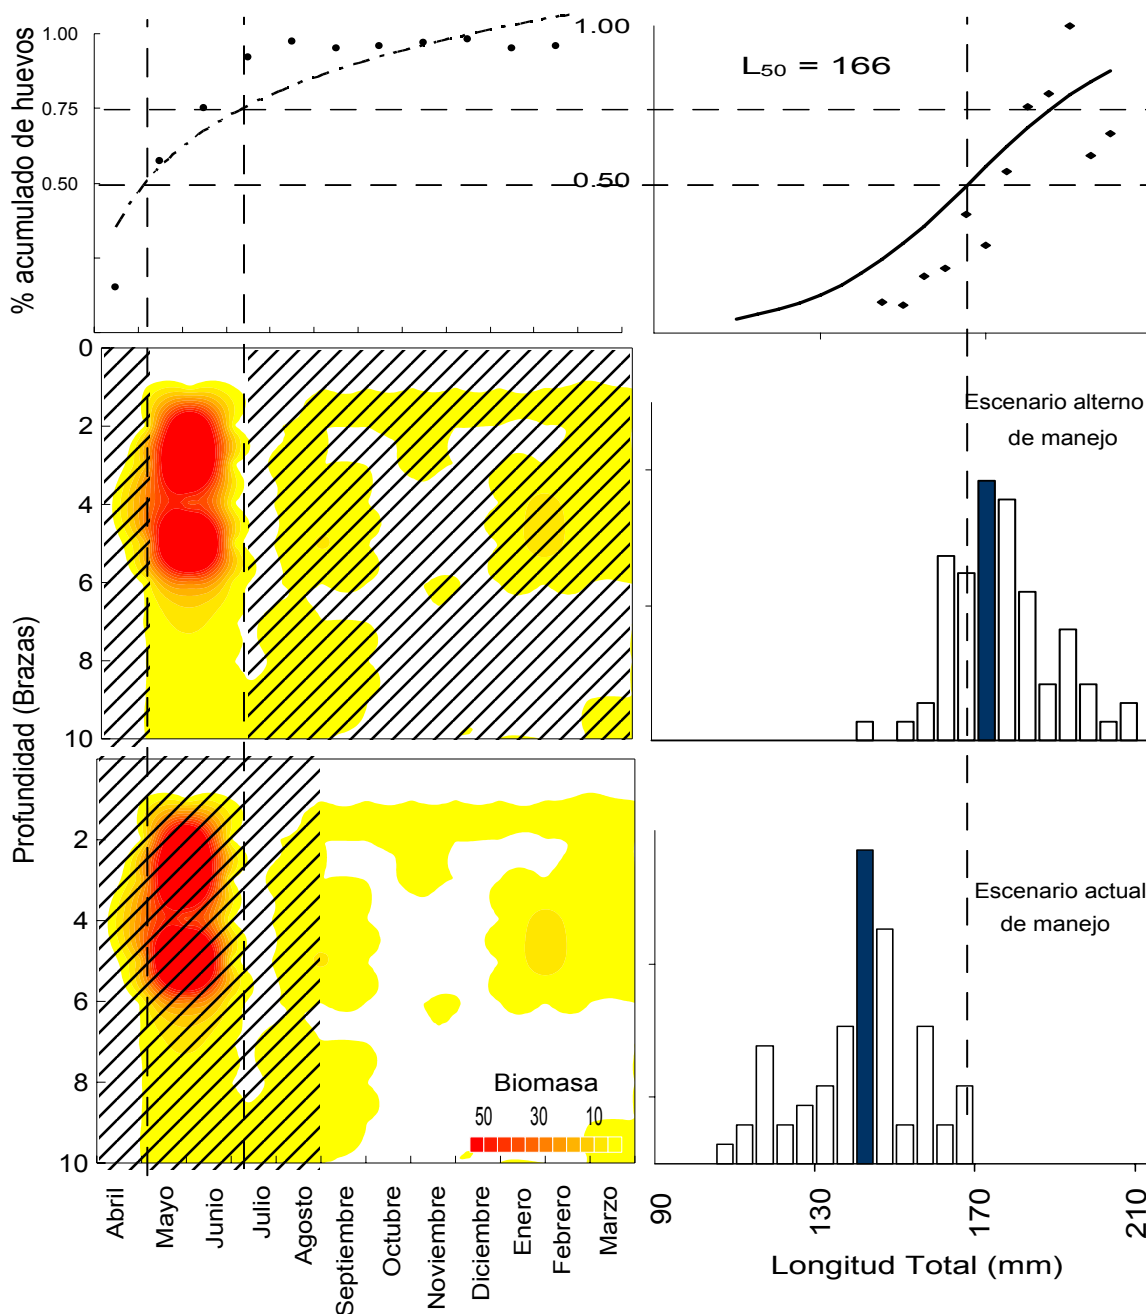 % acumulado de huevos
1.00
0.75
0.50
1.00
0.50
L50 = 166
Profundidad (Brazas)
0
2
4
6
8
10
2
4
6
8
10
Biomasa
50 30 10
Abril
Mayo
Junio
Julio
Agosto
Septiembre
Octubre
Noviembre
Diciembre
Enero
Febrero
Marzo
Escenario alterno
de manejo
Escenario actual
de manejo
90
130
170
210
Longitud Total (mm)